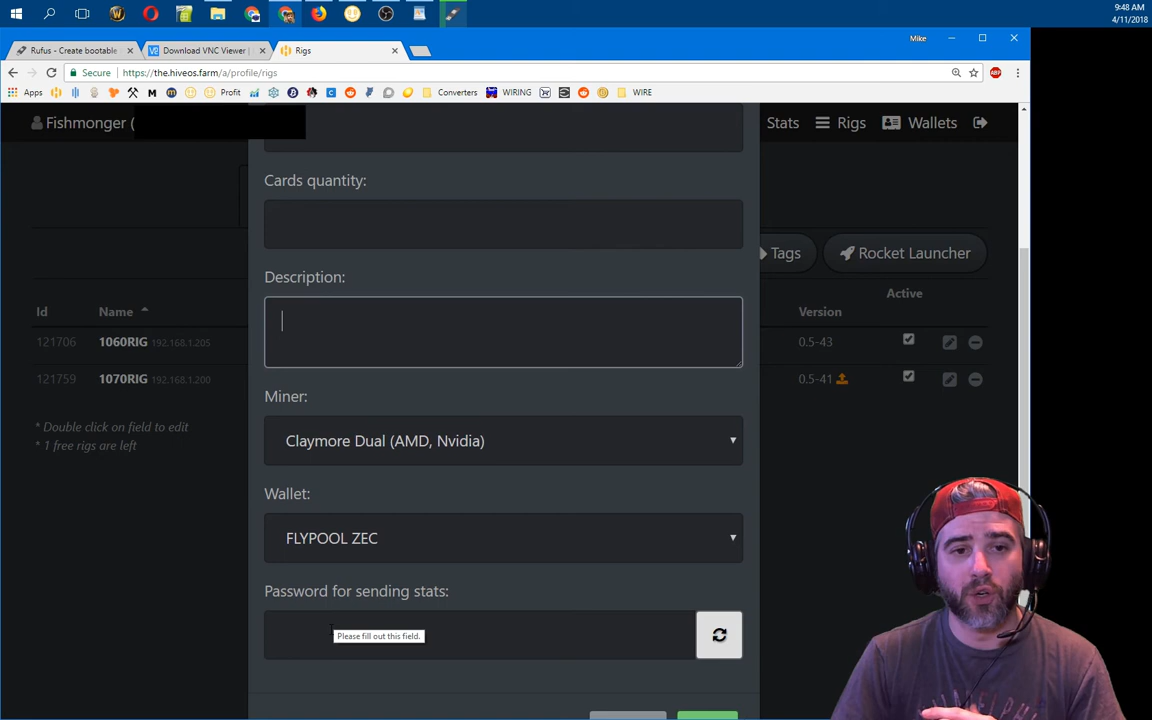 9:48 AM
4/11/2018
Rufus - Create bootable
Download VNC Viewer |
Rigs
Mike
Secure
https://the.hiveos.farm/a/profile/rigs
Apps
Profit
Converters
WIRING
WIRE
Fishmonger (
Stats
Rigs
Wallets
Cards quantity:
Tags
Rocket Launcher
Description:
Active
Id
Name
Version
121706
1060RIG 192.168.1.205
0.5-43
121759
1070RIG 192.168.1.200
0.5-41
Miner:
* Double click on field to edit
* 1 free rigs are left
Claymore Dual (AMD, Nvidia)
Wallet:
FLYPOOL ZEC
Password for sending stats:
Please fill out this field.